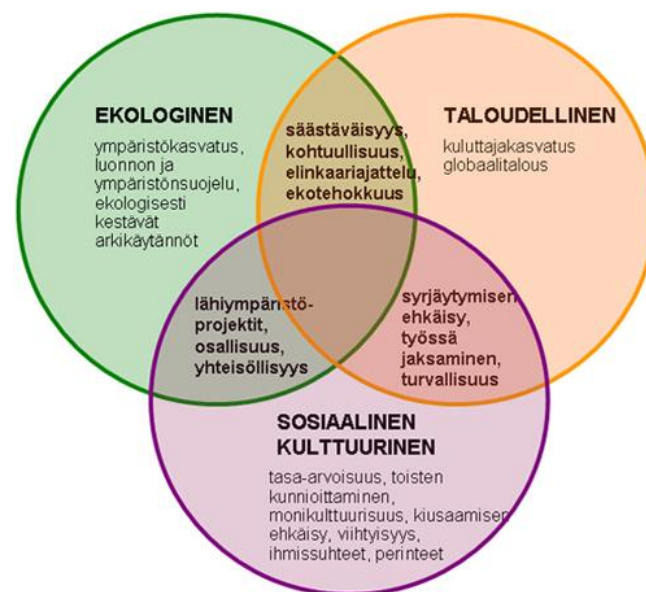 EKOLOGINEN
ympäristökasvatus,
luonnon ja
ympäristönsuojelu,
ekologisesti
kestävät
arkikäytännöt
säästäväisyys,
kohtuullisuus,
elinkaariajattelu,
ekotehokkuus
TALOUDELLINEN
kuluttajakasvatus
globaalitalous
lähiympäristö-
projektit,
osallisuus,
yhteisöllisyys
syrjäytymisen
ehkäisy,
työssä
jaksaminen,
turvallisuus
SOSIAALINEN
KULTTUURINEN
tasa-arvoisuus, toisten
kunnioittaminen,
monikulttuurisuus, kiusaamisen
ehkäisy, viihtyisyys,
ihmissuhteet, perinteet